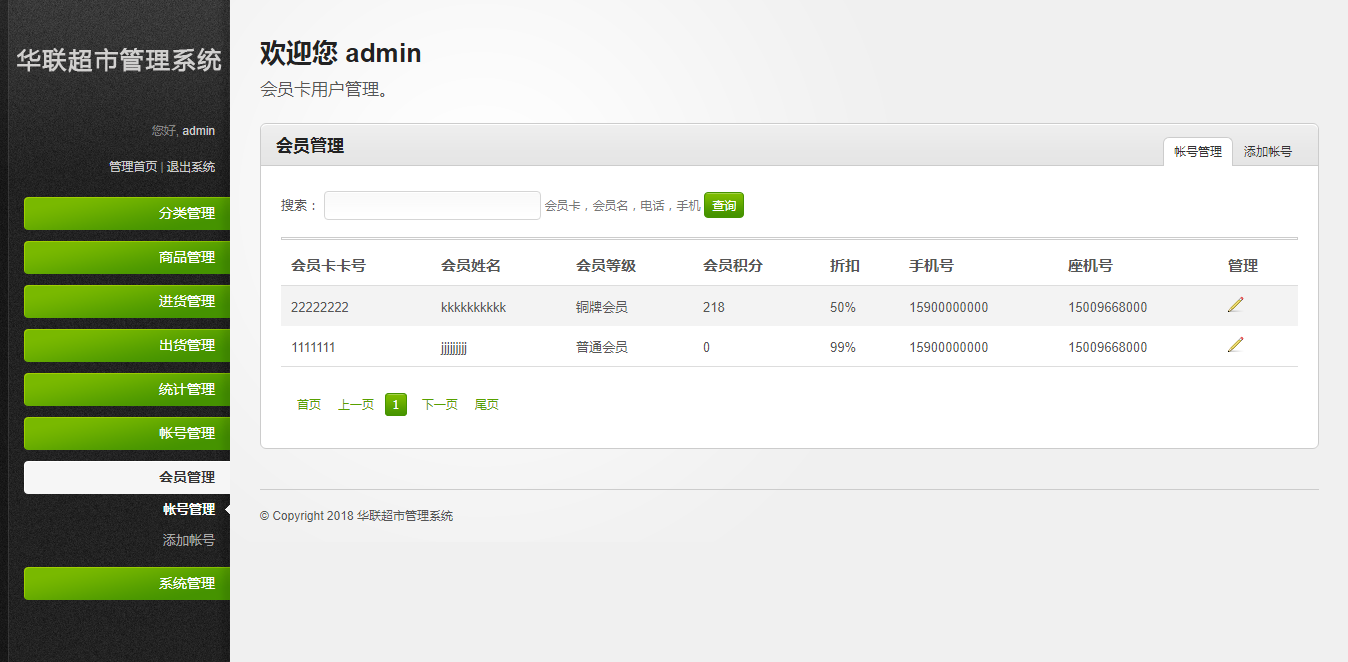 华联超市管理系统
您好, admin
管理首页 | 退出系统
分类管理
商品管理
进货管理
出货管理
统计管理
帐号管理
会员管理
帐号管理
添加帐号
系统管理
欢迎您 admin
会员卡用户管理。
会员管理
帐号管理 添加帐号
搜索： 会员卡，会员名，电话，手机 查询
会员卡卡号 会员姓名 会员等级 会员积分 折扣 手机号 座机号 管理
22222222 kkkkkkkkkk 铜牌会员 218 50% 15900000000 15009668000
1111111 jjjjjjjjj 普通会员 0 99% 15900000000 15009668000
首页 上一页 1 下一页 尾页
© Copyright 2018 华联超市管理系统